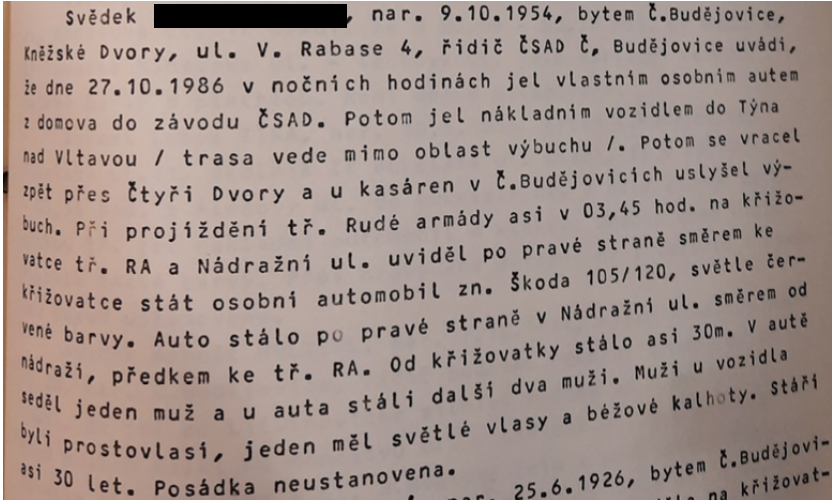 Svědek , nar. 9.10.1954, bytem Č.Budějovice,
Kněžské Dvory, ul. V. Rabase 4, řidič ČSAD Č, Budějovice uvádí,
že dne 27.10.1986 v nočních hodinách jel vlastním osobním autem
z domova do závodu ČSAD. Potom jel nákladním vozidlem do Týna
nad Vltavou / trasa vede mimo oblast výbuchu /. Potom se vracel
zpět přes Čtyři Dvory a u kasáren v Č.Budějovicích uslyšel vý-
buch. Při projíždění tř. Rudé armády asi v 03,45 hod. na křižo-
vatce tř. RA a Nádražní ul. uviděl po pravé straně směrem ke
křižovatce stát osobní automobil zn. Škoda 105/120, světle čer-
vené barvy. Auto stálo po pravé straně v Nádražní ul. směrem od
nádraží, předkem ke tř. RA. Od křižovatky stálo asi 30m. V autě
seděl jeden muž a u auta stáli další dva muži. Muži u vozidla
byli prostovlasí, jeden měl světlé vlasy a béžové kalhoty. Stáří
asi 30 let. Posádka neustanovena.
25.6.1926, bytem Č.Budějovi-
na křižovat-